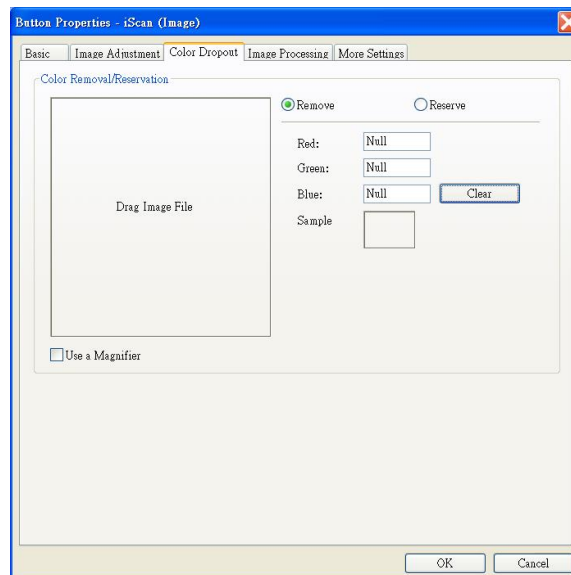 Button Properties - iScan (Image)
Basic Image Adjustment Color Dropout Image Processing More Settings
Color Removal/Reservation
Remove Reserve
Red: Null
Green: Null
Blue: Null Clear
Drag Image File
Sample
Use a Magnifier
OK Cancel